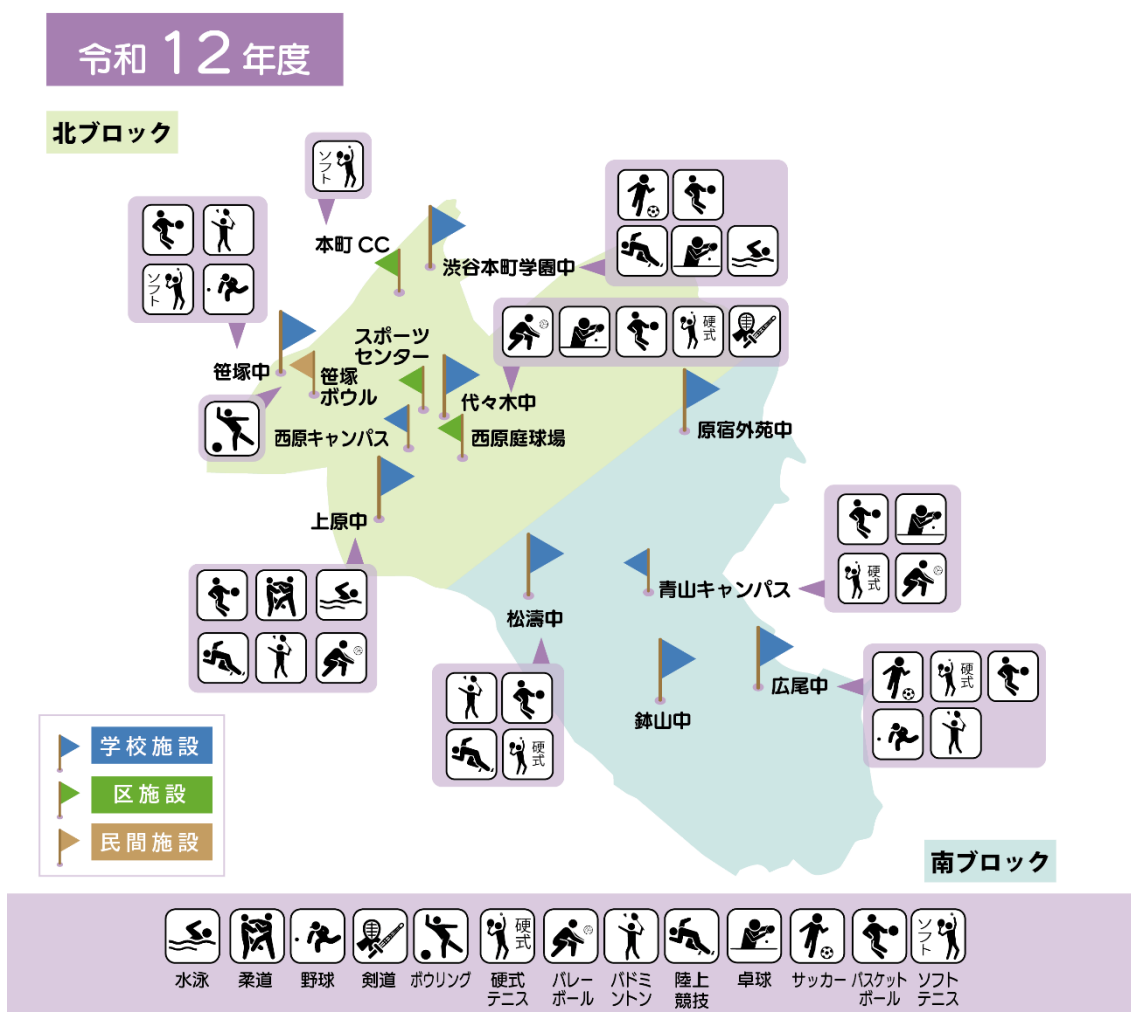 令和 12 年度
北ブロック
ソフト
本町 CC
渋谷本町学園中
ソフト
スポーツ
センター
硬式
笹塚中
笹塚
ボウル
代々木中
原宿外苑中
西原キャンパス
西原庭球場
上原中
硬式
青山キャンパス
松濤中
広尾中
硬式
鉢山中
硬式
学校施設
区施設
民間施設
南ブロック
硬式
ソフト
水泳
柔道
野球
剣道
ボウリング
硬式
テニス
バレー
ボール
バドミ
ントン
陸上
競技
卓球
サッカー
バスケット
ボール
ソフト
テニス